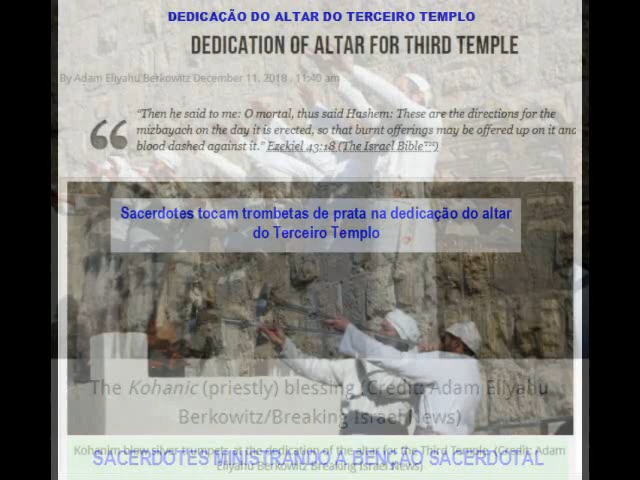 DEDICAÇÃO DO ALTAR DO TERCEIRO TEMPLO
DEDICATION OF ALTAR FOR THIRD TEMPLE
By Adam Eliyahu Berkowitz December 11, 2018 , 11:40 am
“Then he said to me: O mortal, thus said Hashem: These are the directions for the
mizbayach on the day it is erected, so that burnt offerings may be offered up on it and
blood dashed against it.” Ezekiel 43:18 (The Israel Bible™)
Sacerdotes tocam trombetas de prata na dedicação do altar
do Terceiro Templo
The Kohanic (priestly) blessing (Credit: Adam Eliyahu
Berkowitz/Breaking Israel News)
Kohanim blow silver trumpets at the dedication of the altar for the Third Temple. (Credit: Adam
SACERDOTES MINISTRANDO A BENÇÃO SACERDOTAL
Eliyahu Berkowitz/Breaking Israel News)